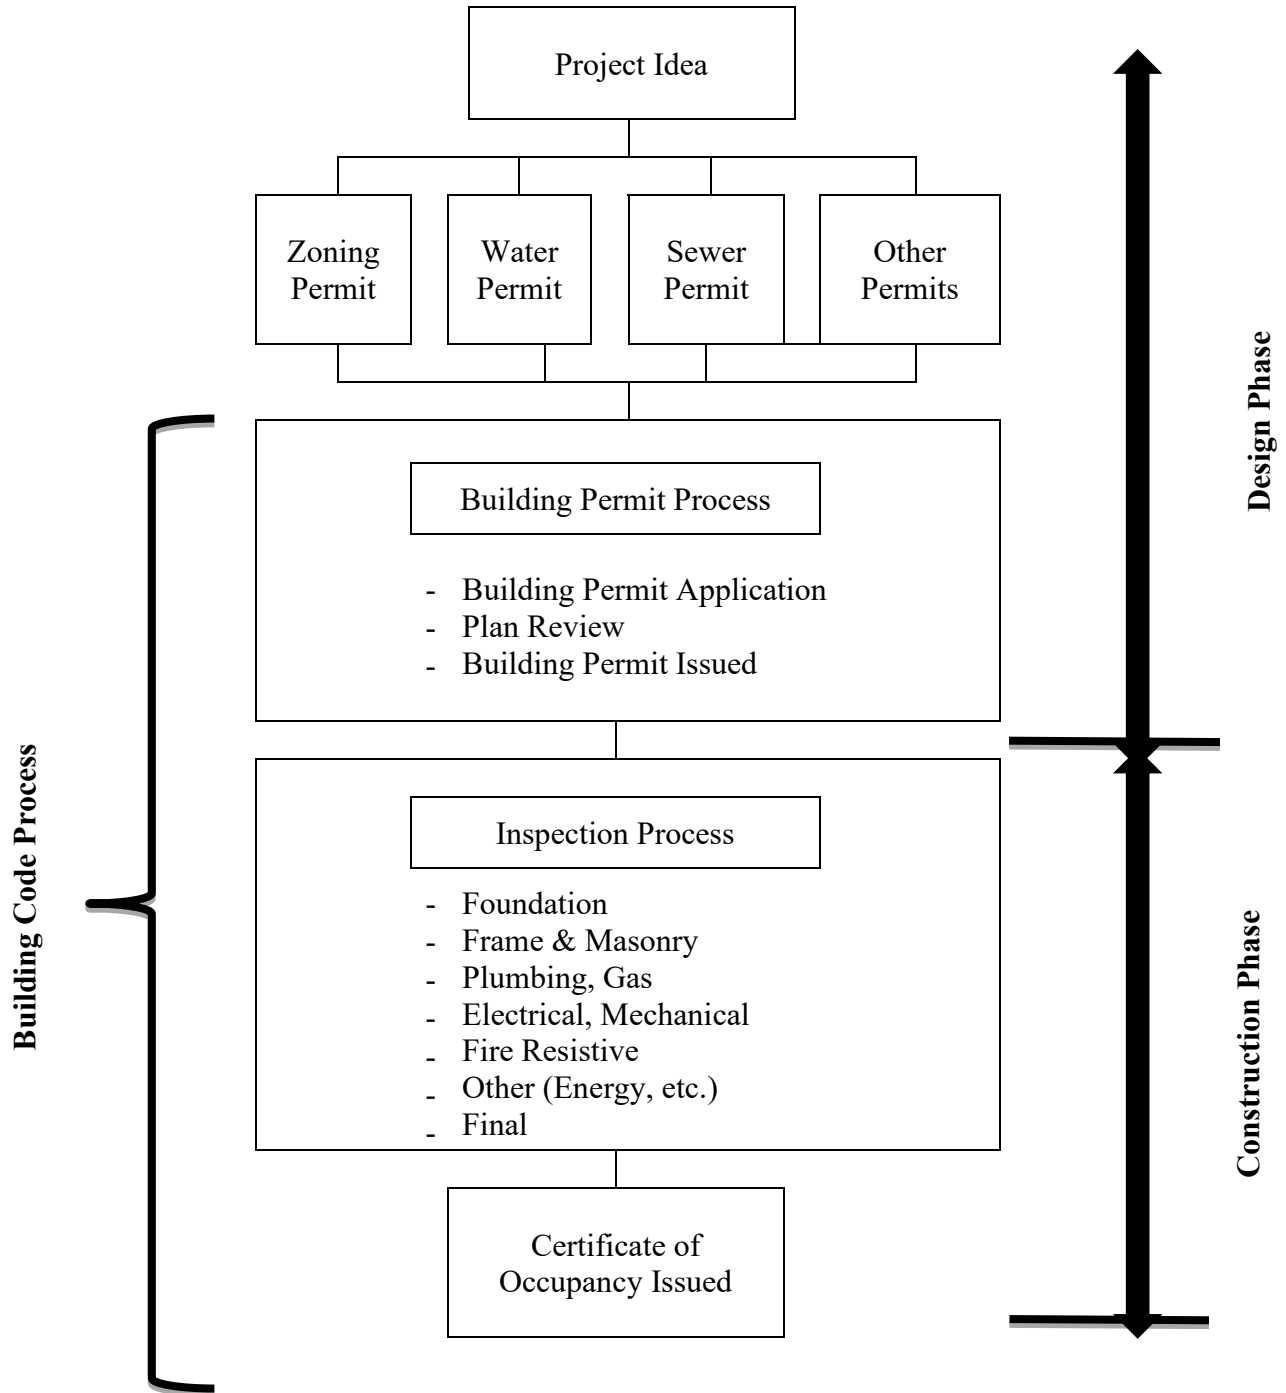 Project Idea
Zoning
Permit
Water
Permit
Sewer
Permit
Other
Permits
Building Permit Process
- Building Permit Application
- Plan Review
- Building Permit Issued
Inspection Process
- Foundation
- Frame & Masonry
- Plumbing, Gas
- Electrical, Mechanical
- Fire Resistive
- Other (Energy, etc.)
- Final
Certificate of
Occupancy Issued
Building Code Process
Design Phase
Construction Phase